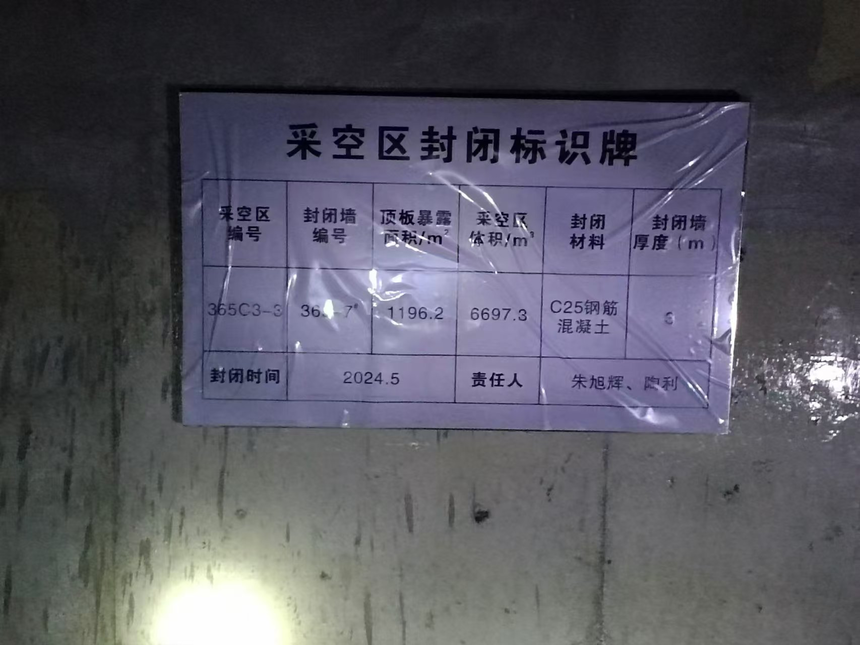 采空区封闭标识牌
采空区编号 封闭墙编号 顶板暴露面积/m² 采空区体积/m³ 封闭材料 封闭墙厚度（m）
365C3-3 1196.2 6697.3 C25钢筋混凝土
封闭时间 2024.5 责任人 朱旭辉、陶利